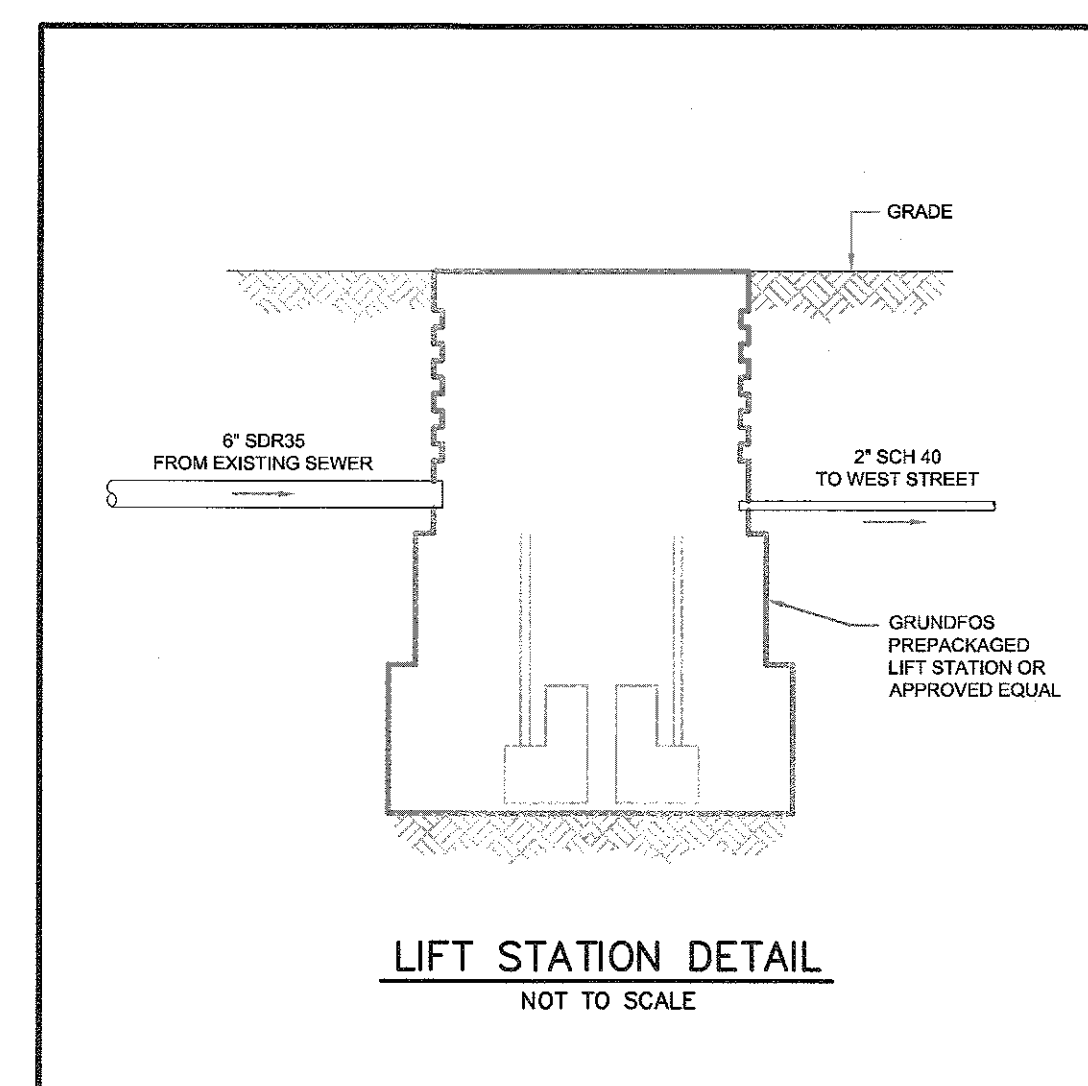 GRADE
6" SDR35
FROM EXISTING SEWER
2" SCH 40
TO WEST STREET
GRUNDFOS
PREPACKAGED
LIFT STATION OR
APPROVED EQUAL
LIFT STATION DETAIL
NOT TO SCALE